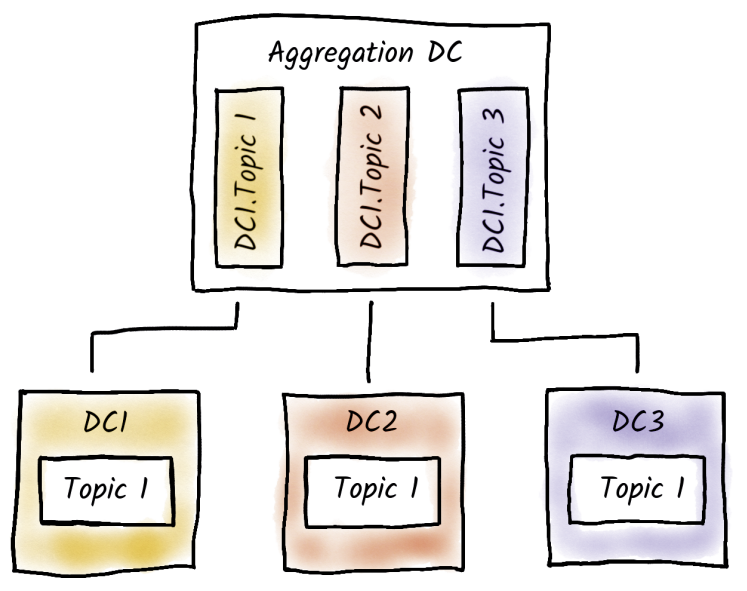 Aggregation DC
DC1.Topic 1
DC1.Topic 2
DC1.Topic 3
DC1
DC2
DC3
Topic 1
Topic 1
Topic 1